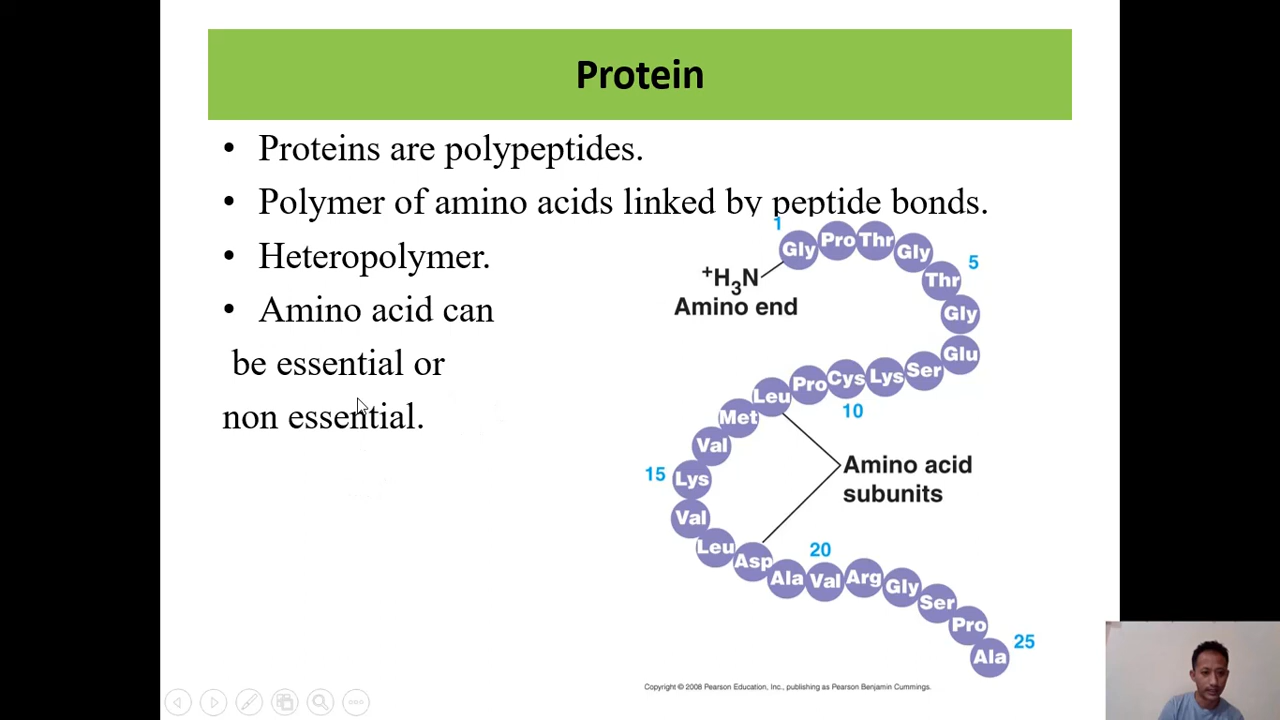 Protein
• Proteins are polypeptides.
• Polymer of amino acids linked by peptide bonds.
• Heteropolymer.
• Amino acid can
be essential or
non essential.
1
Gly Pro Thr Gly
5
Thr
+H3N
Amino end
Gly
Glu
Leu Pro Cys Lys Ser
10
Met
Val
15 Lys
Amino acid
subunits
Val
Leu Asp
20
Ala Val Arg Gly
Ser
Pro
25
Ala
Copyright © 2008 Pearson Education, Inc., publishing as Pearson Benjamin Cummings.